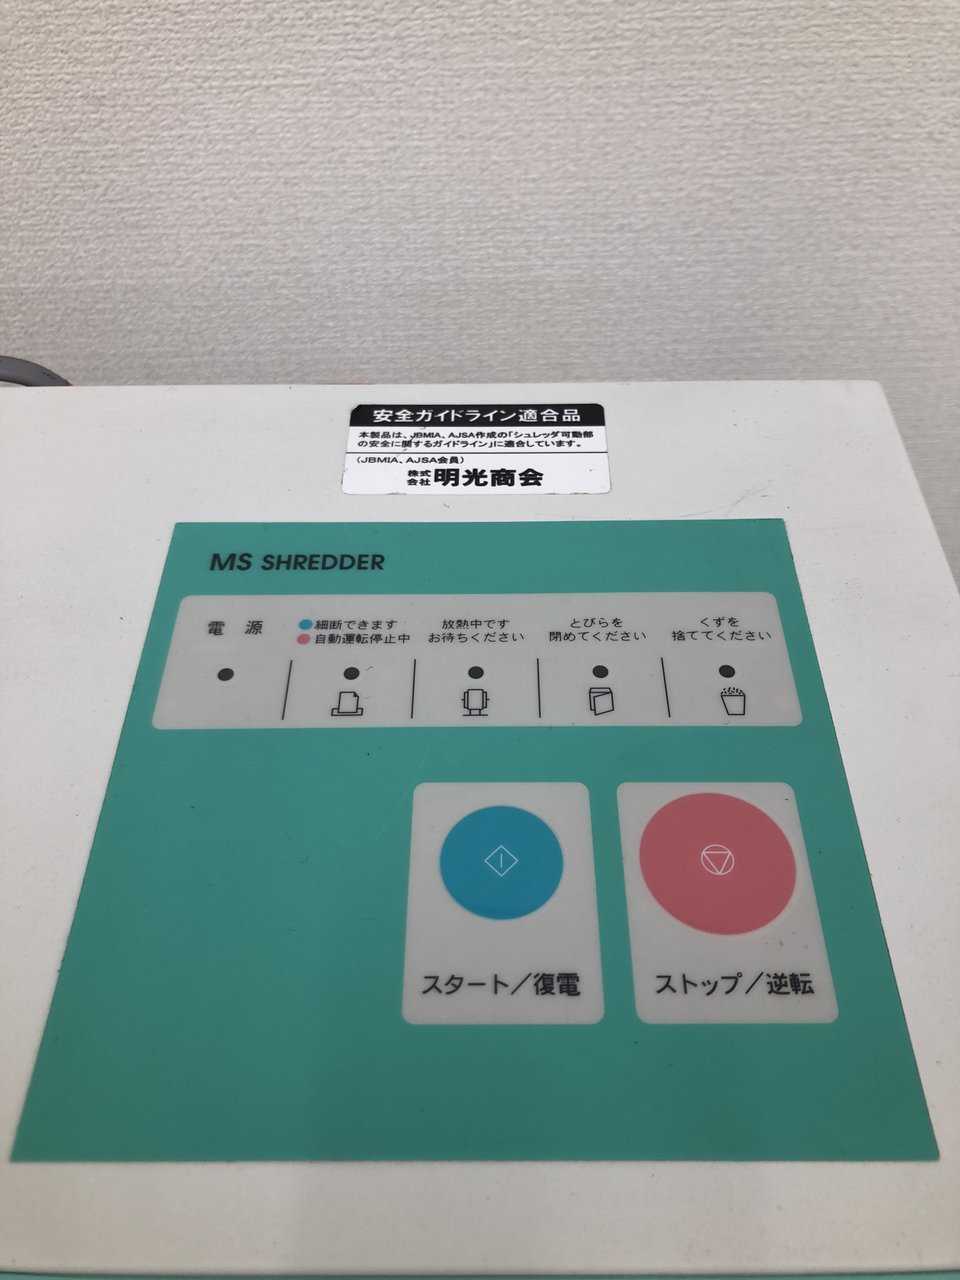 安全ガイドライン適合品
本製品は、JBMIA、AJSA作成の「シュレッダ可動部
の安全に関するガイドライン」に適合しています。
(JBMIA、AJSA会員)
株式会社 明光商会
MS SHREDDER
電源
細断できます
自動運転停止中
放熱中です
お待ちください
とびらを
閉めてください
くずを
捨ててください
スタート／復電
ストップ／逆転